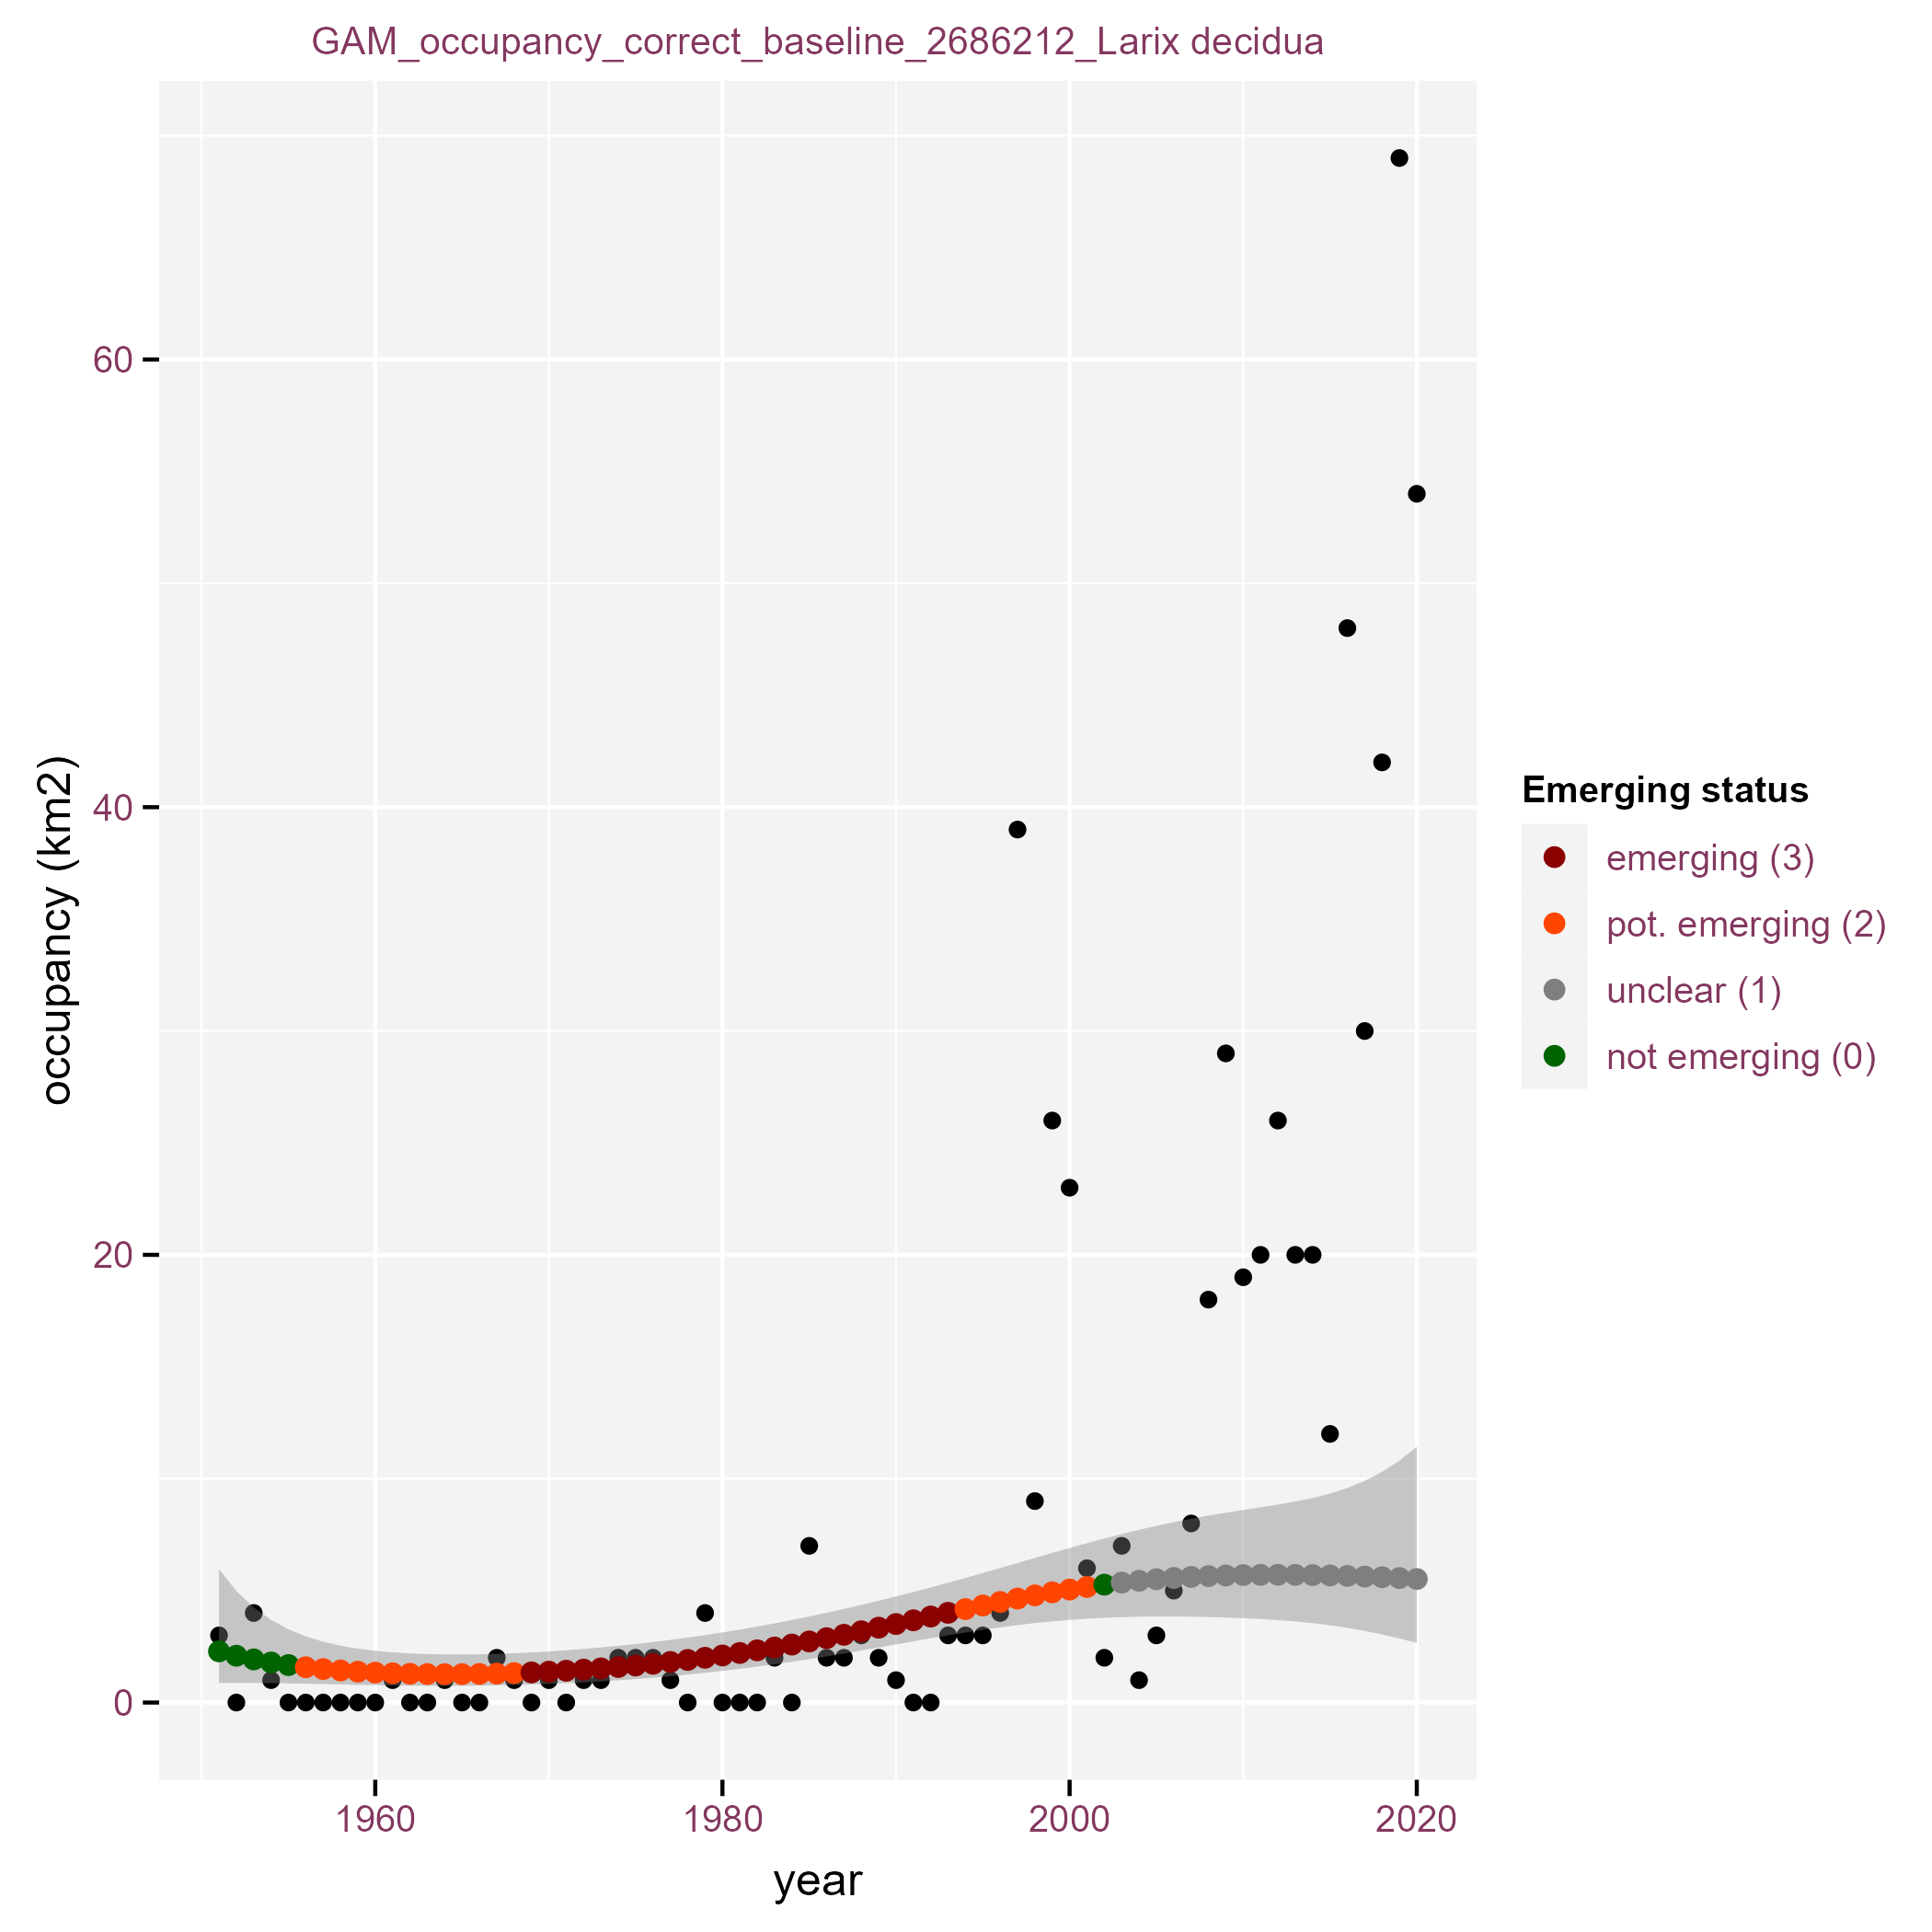 GAM_occupancy_correct_baseline_2686212_Larix decidua
occupancy (km2)
60
40
20
0
1960
1980
2000
2020
year
Emerging status
emerging (3)
pot. emerging (2)
unclear (1)
not emerging (0)